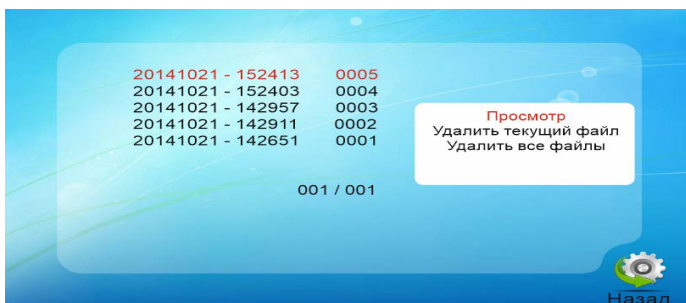 20141021 - 152413 0005
20141021 - 152403 0004
20141021 - 142957 0003
20141021 - 142911 0002
20141021 - 142651 0001
001 / 001
Просмотр
Удалить текущий файл
Удалить все файлы
Назад